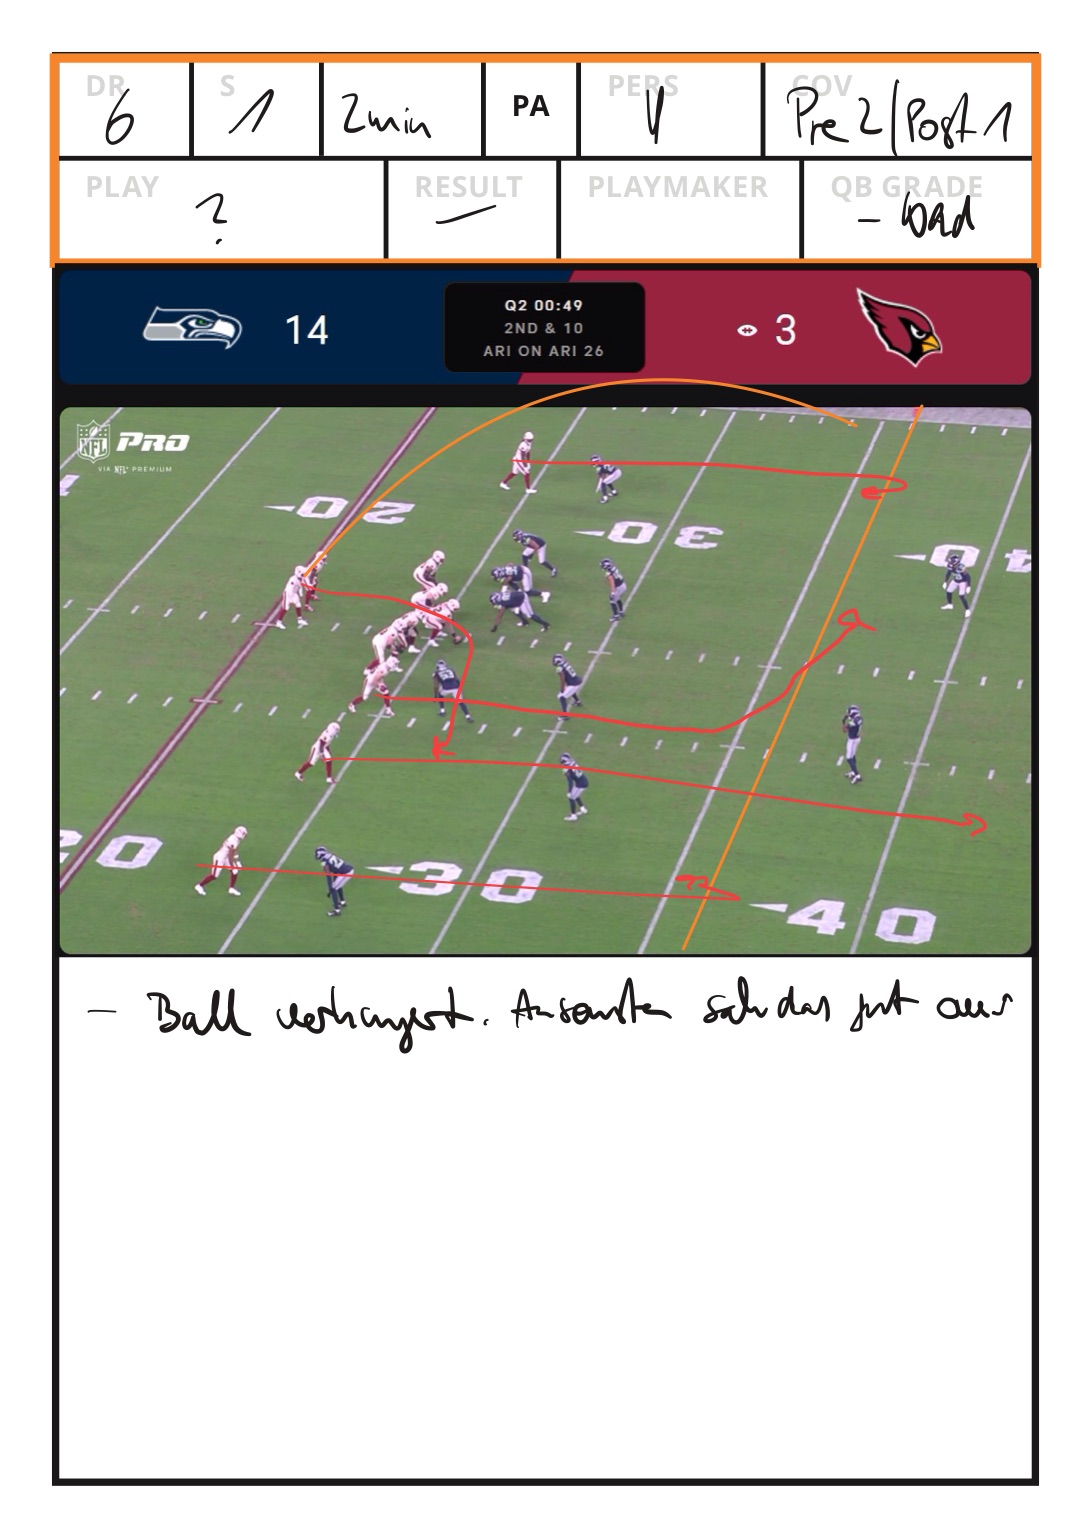 DR S PERS COV
6 1 2min PA Pre 2/Post 1
PLAY RESULT PLAYMAKER QB GRADE
? — - bad
14 Q2 00:49 3
2ND & 10
ARI ON ARI 26
NFL PRO
VIA NFL+ PREMIUM
20 30 40
20 30 40
- Ball verhungert. Ansonsten sah das gut aus